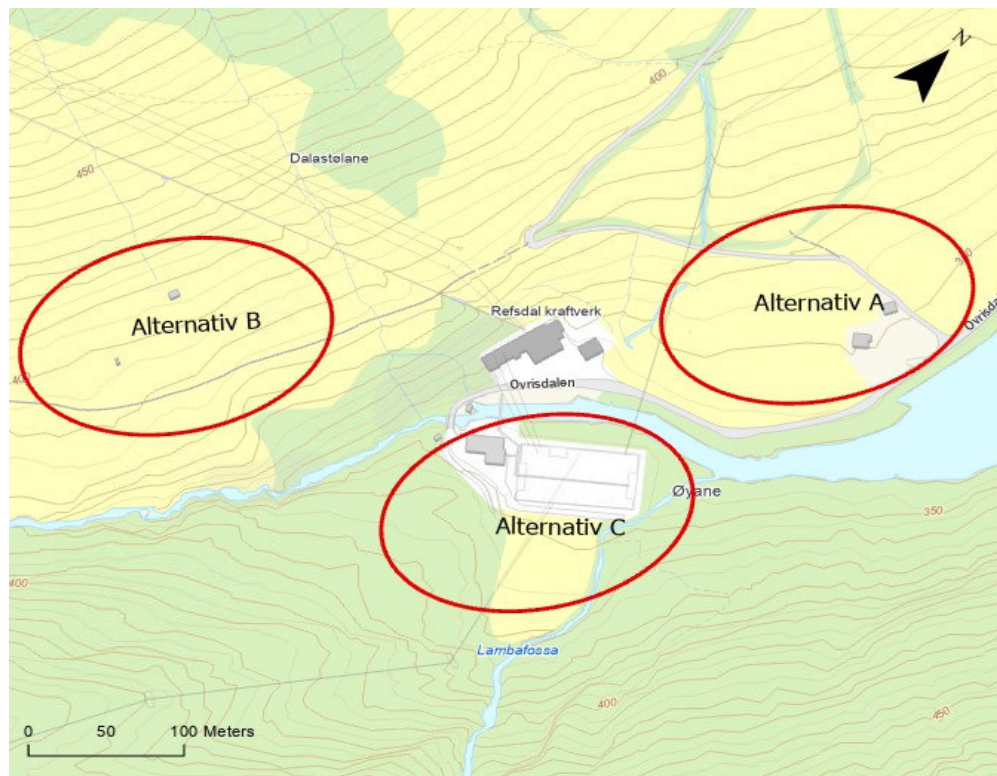 N
400
450
Dalastølane
Refsdal kraftverk
Alternativ A
Alternativ B
400
Ovrisdalen
Øyane
Alternativ C
350
400
Lambafossa
400
450
0 50 100 Meters